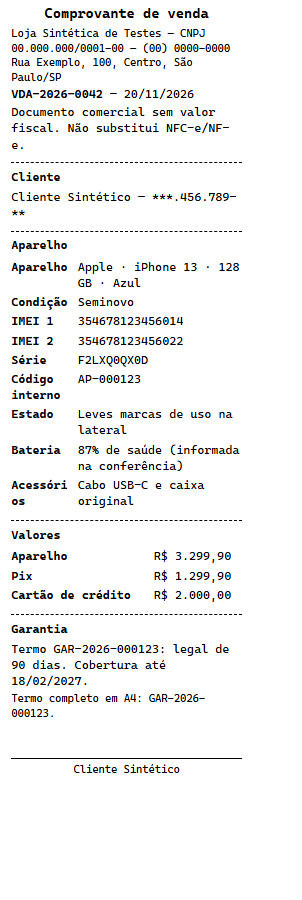 Comprovante de venda
Loja Sintética de Testes — CNPJ
00.000.000/0001-00 — (00) 0000-0000
Rua Exemplo, 100, Centro, São
Paulo/SP
VDA-2026-0042 — 20/11/2026
Documento comercial sem valor
fiscal. Não substitui NFC-e/NF-
e.
Cliente
Cliente Sintético — ***.456.789-
**
Aparelho
Aparelho Apple · iPhone 13 · 128
GB · Azul
Condição Seminovo
IMEI 1 354678123456014
IMEI 2 354678123456022
Série F2LXQ0QX0D
Código AP-000123
interno
Estado Leves marcas de uso na
lateral
Bateria 87% de saúde (informada
na conferência)
Acessóri Cabo USB-C e caixa
os original
Valores
Aparelho R$ 3.299,90
Pix R$ 1.299,90
Cartão de crédito R$ 2.000,00
Garantia
Termo GAR-2026-000123: legal de
90 dias. Cobertura até
18/02/2027.
Termo completo em A4: GAR-2026-
000123.
Cliente Sintético